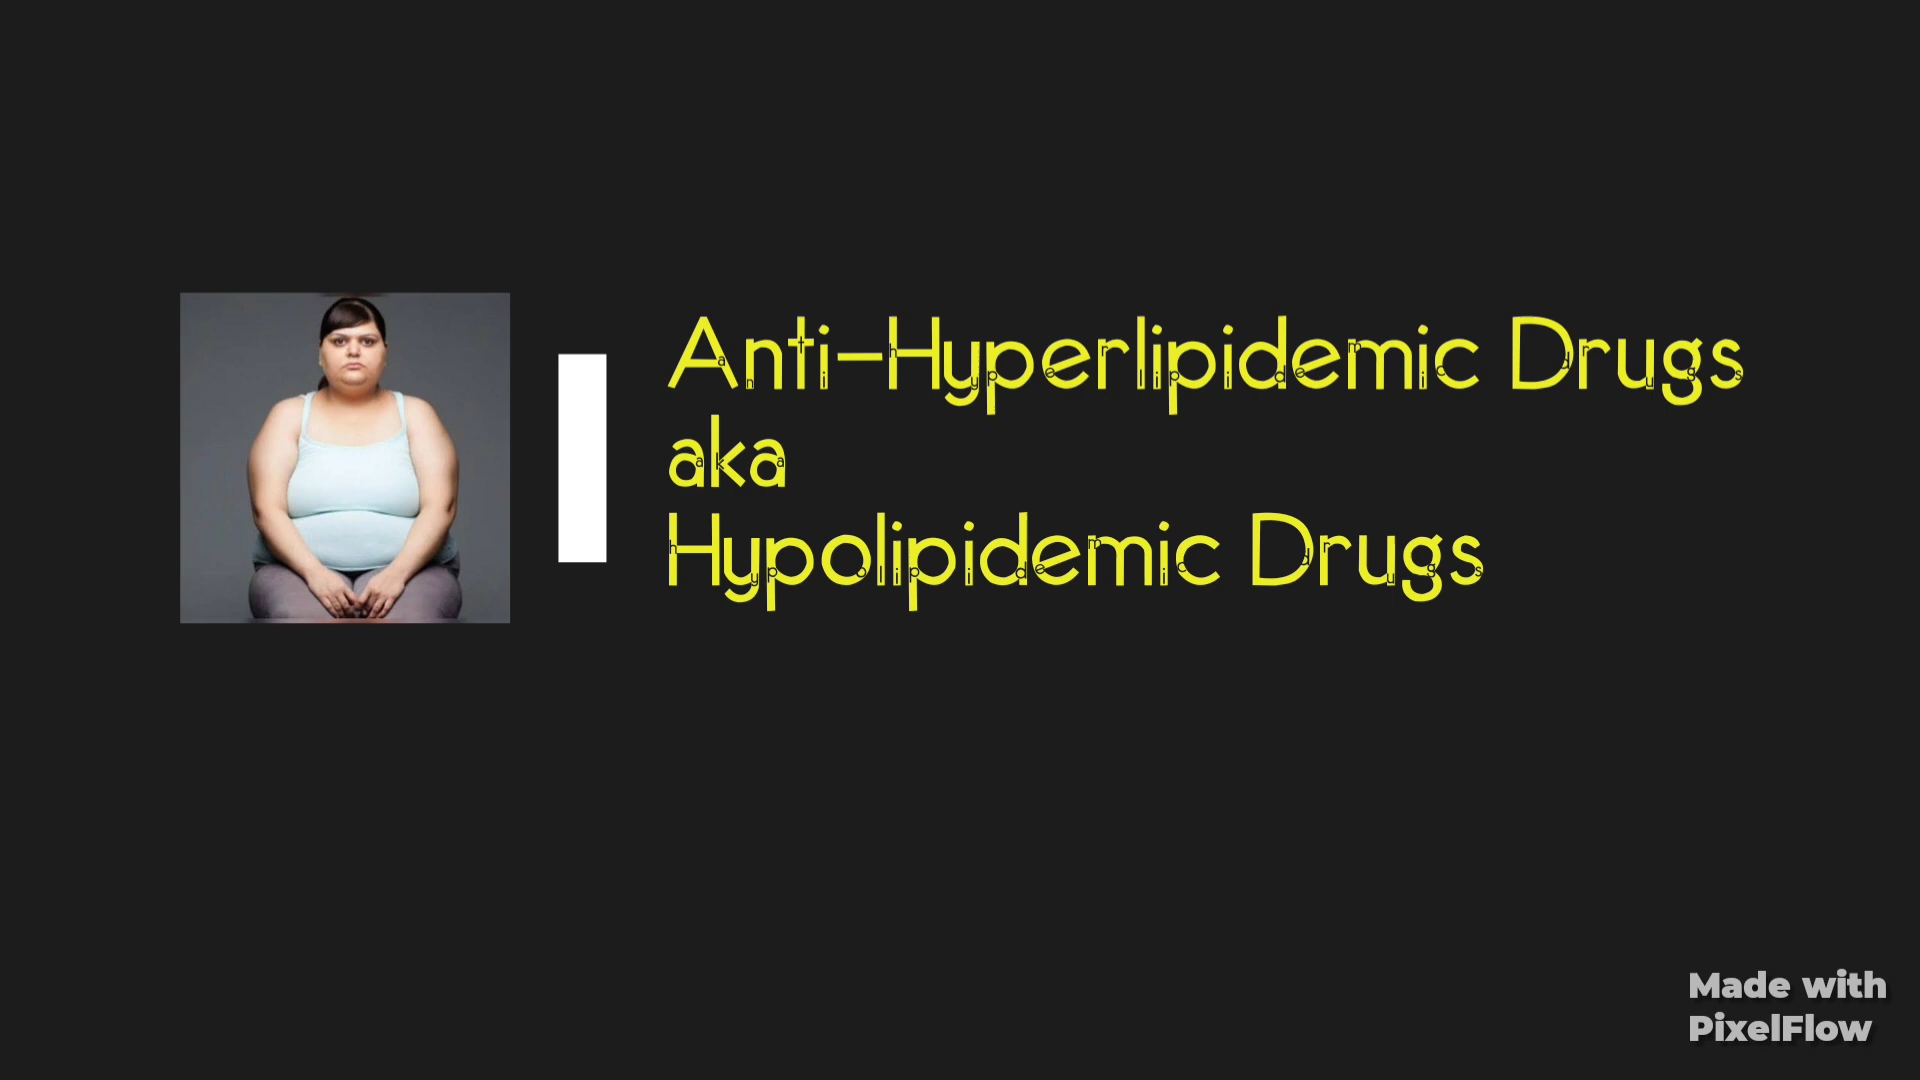 Anti-Hyperlipidemic Drugs
aka
Hypolipidemic Drugs
Made with
PixelFlow